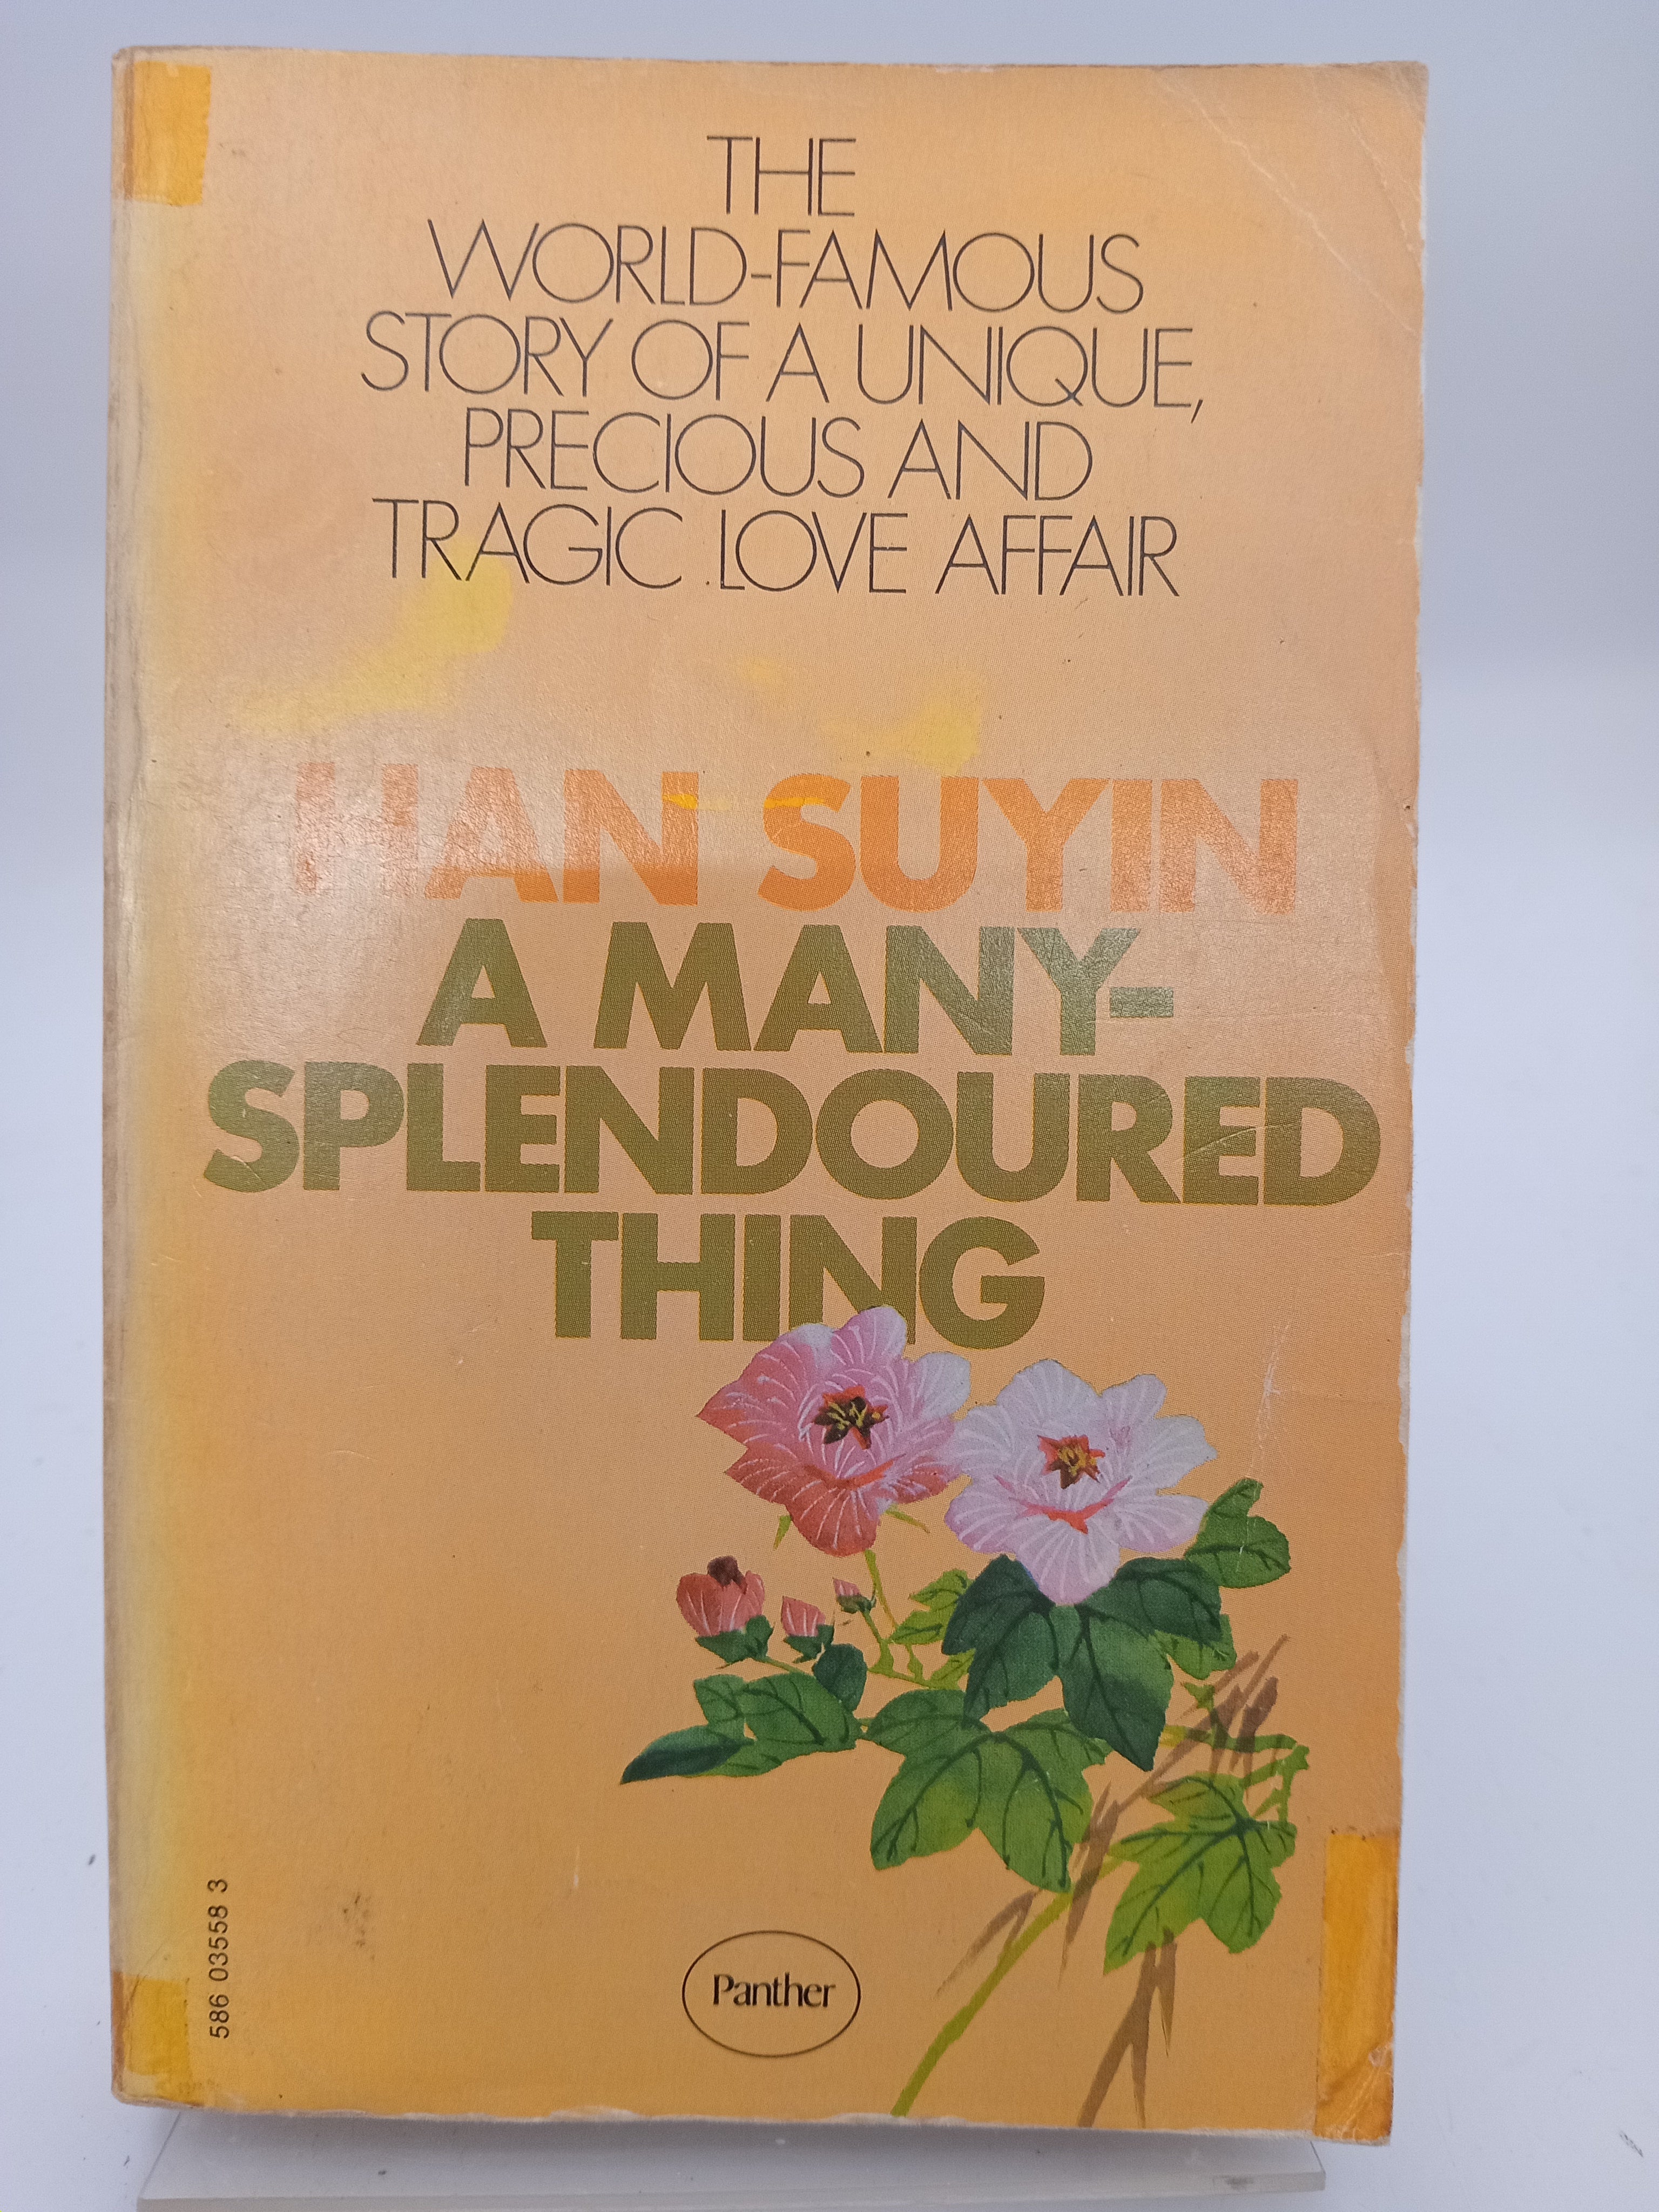 THE
WORLD-FAMOUS
STORY OF A UNIQUE,
PRECIOUS AND
TRAGIC LOVE AFFAIR
HAN SUYIN
A MANY-
SPLENDOURED
THING
Panther
586 03558 3